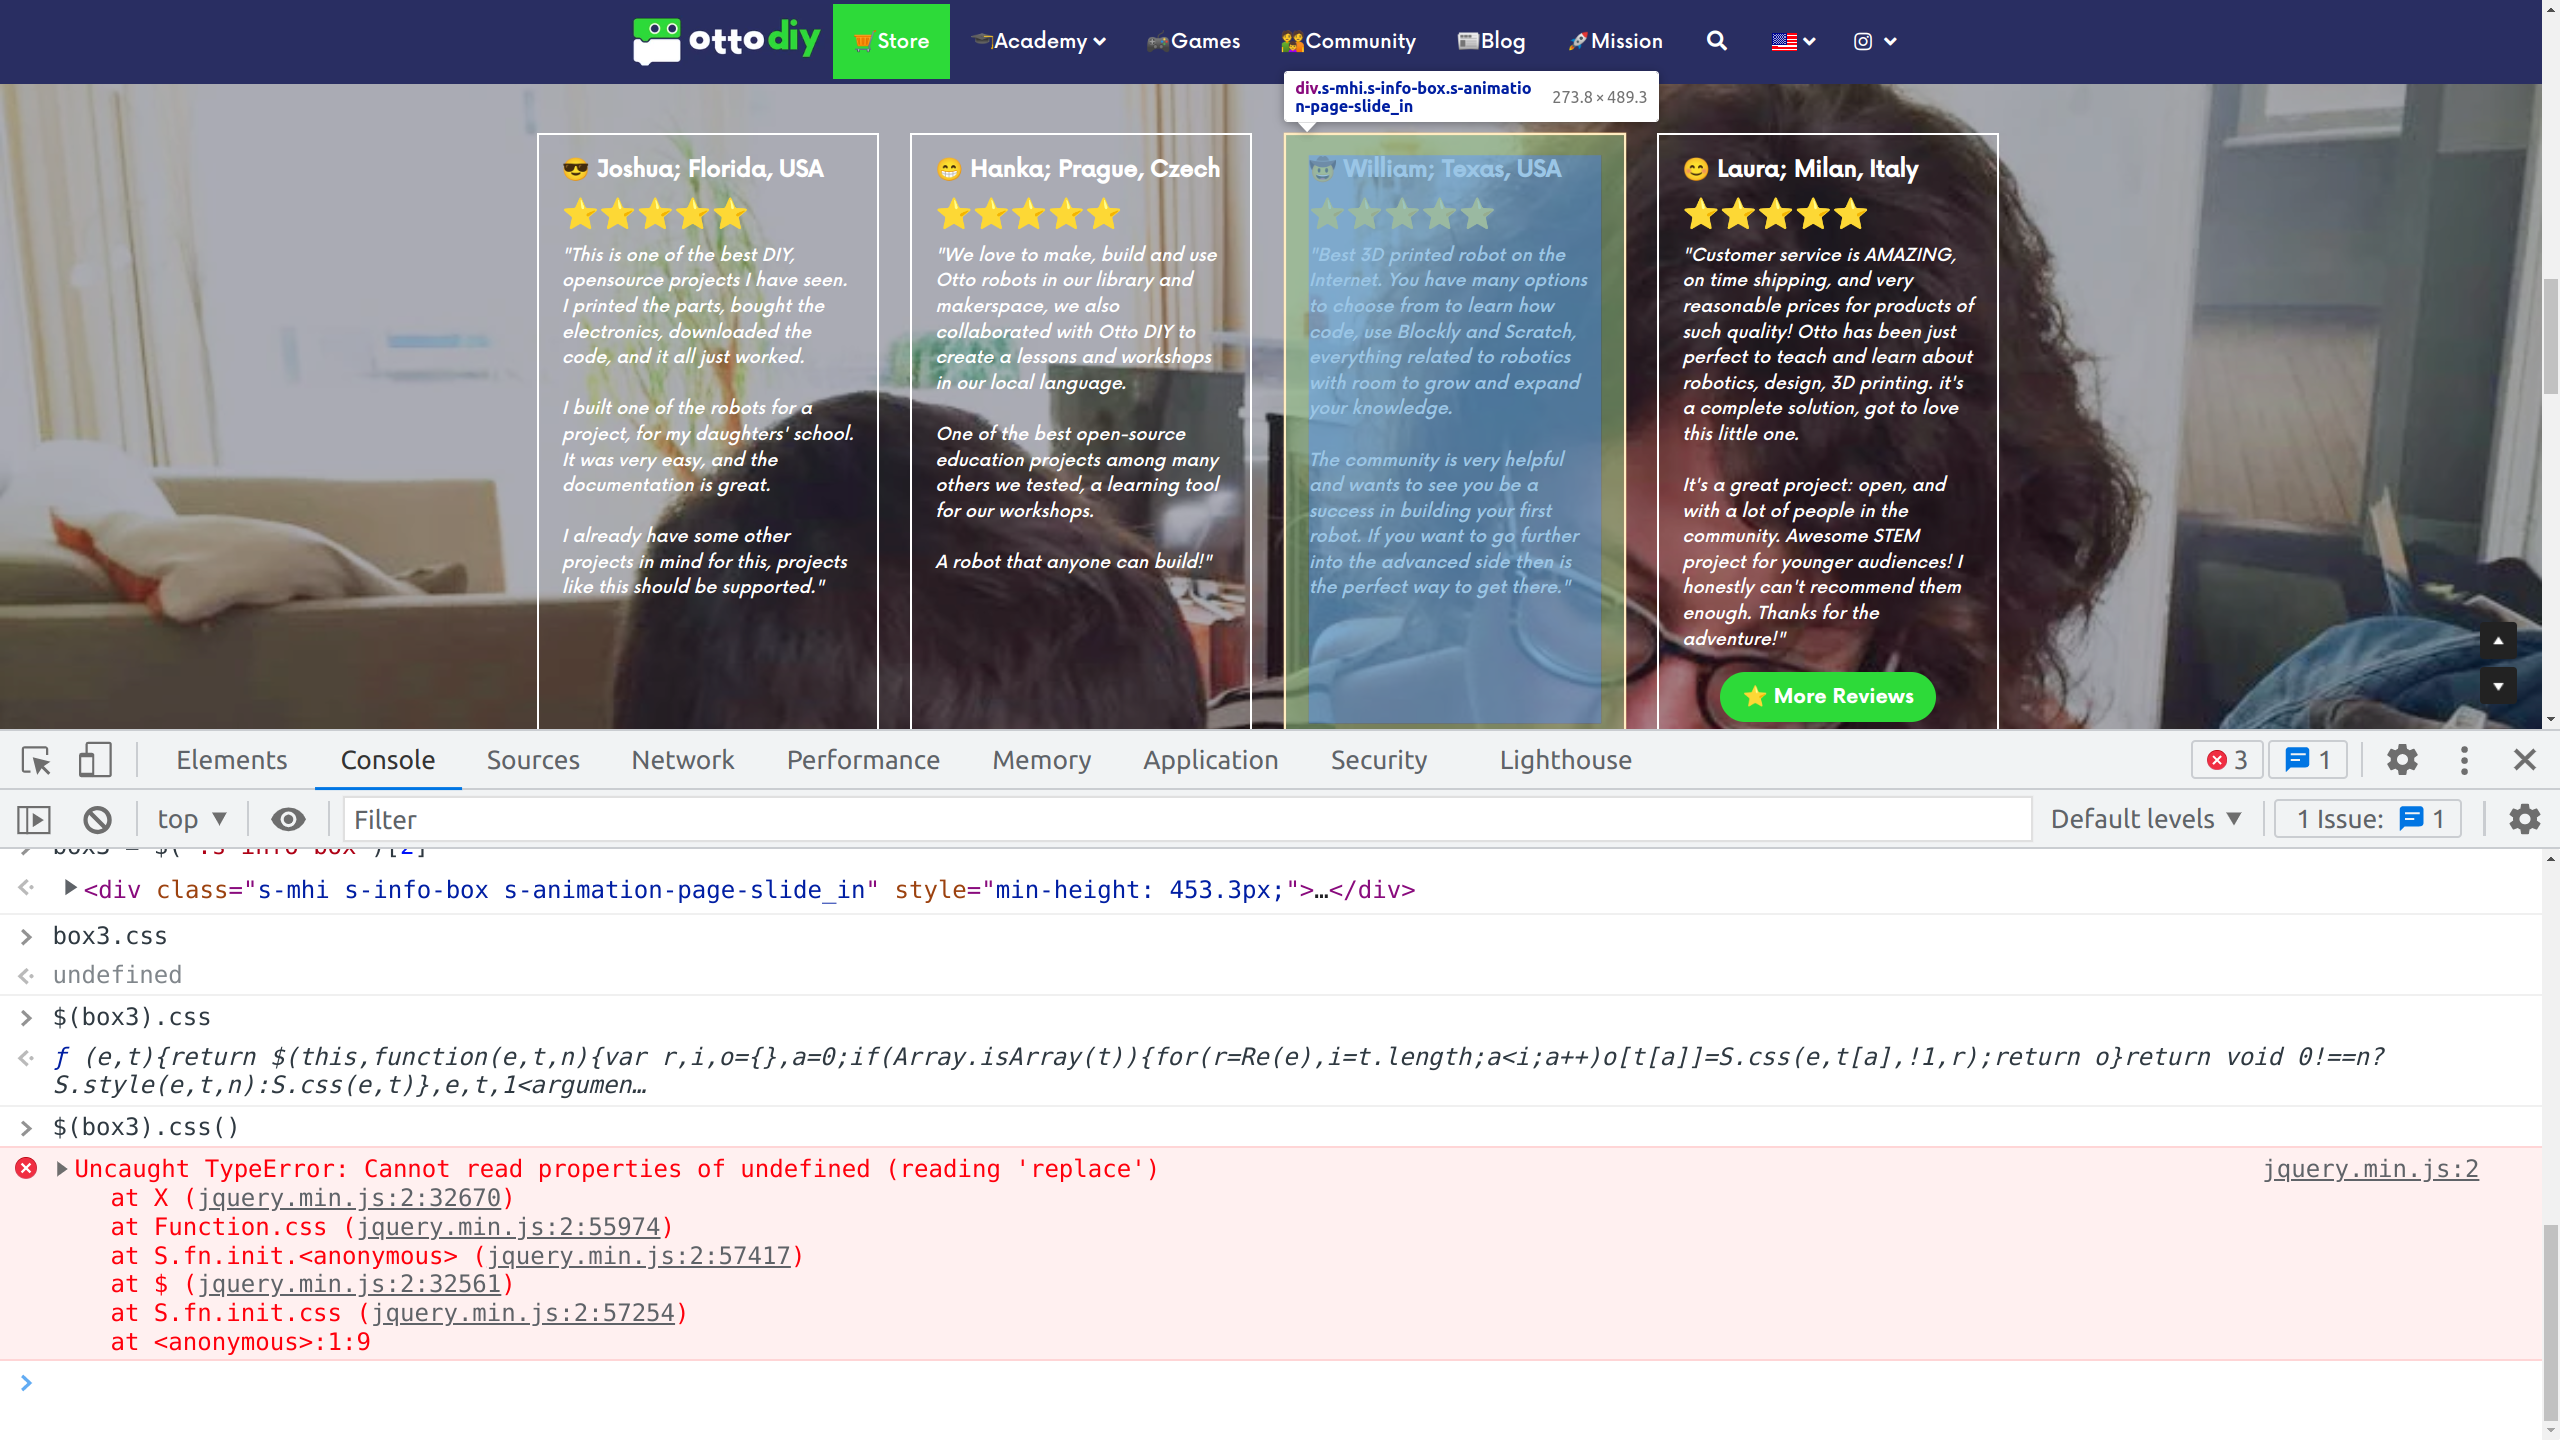 otto diy
Store
Academy
Games
Community
Blog
Mission
div.s-mhi.s-info-box.s-animatio
n-page-slide_in
273.8 × 489.3
Joshua; Florida, USA
"This is one of the best DIY,
opensource projects I have seen.
I printed the parts, bought the
electronics, downloaded the
code, and it all just worked.
I built one of the robots for a
project, for my daughters' school.
It was very easy, and the
documentation is great.
I already have some other
projects in mind for this, projects
like this should be supported."
Hanka; Prague, Czech
"We love to make, build and use
Otto robots in our library and
makerspace, we also
collaborated with Otto DIY to
create a lessons and workshops
in our local language.
One of the best open-source
education projects among many
others we tested, a learning tool
for our workshops.
A robot that anyone can build!"
William; Texas, USA
"Best 3D printed robot on the
Internet. You have many options
to choose from to learn how
code, use Blockly and Scratch,
everything related to robotics
with room to grow and expand
your knowledge.
The community is very helpful
and wants to see you be a
success in building your first
robot. If you want to go further
into the advanced side then is
the perfect way to get there."
Laura; Milan, Italy
"Customer service is AMAZING,
on time shipping, and very
reasonable prices for products of
such quality! Otto has been just
perfect to teach and learn about
robotics, design, 3D printing. it's
a complete solution, got to love
this little one.
It's a great project: open, and
with a lot of people in the
community. Awesome STEM
project for younger audiences! I
honestly can't recommend them
enough. Thanks for the
adventure!"
More Reviews
Elements Console Sources Network Performance Memory Application Security Lighthouse 3 1
top Filter Default levels 1 Issue: 1
box3 = $('.s-info-box')[2]
<div class="s-mhi s-info-box s-animation-page-slide_in" style="min-height: 453.3px;">…</div>
box3.css
undefined
$(box3).css
ƒ (e,t){return $(this,function(e,t,n){var r,i,o={},a=0;if(Array.isArray(t)){for(r=Re(e),i=t.length;a<i;a++)o[t[a]]=S.css(e,t[a],!1,r);return o}return void 0!==n?
S.style(e,t,n):S.css(e,t)},e,t,1<argumen…
$(box3).css()
Uncaught TypeError: Cannot read properties of undefined (reading 'replace') jquery.min.js:2
at X (jquery.min.js:2:32670)
at Function.css (jquery.min.js:2:55974)
at S.fn.init.<anonymous> (jquery.min.js:2:57417)
at $ (jquery.min.js:2:32561)
at S.fn.init.css (jquery.min.js:2:57254)
at <anonymous>:1:9